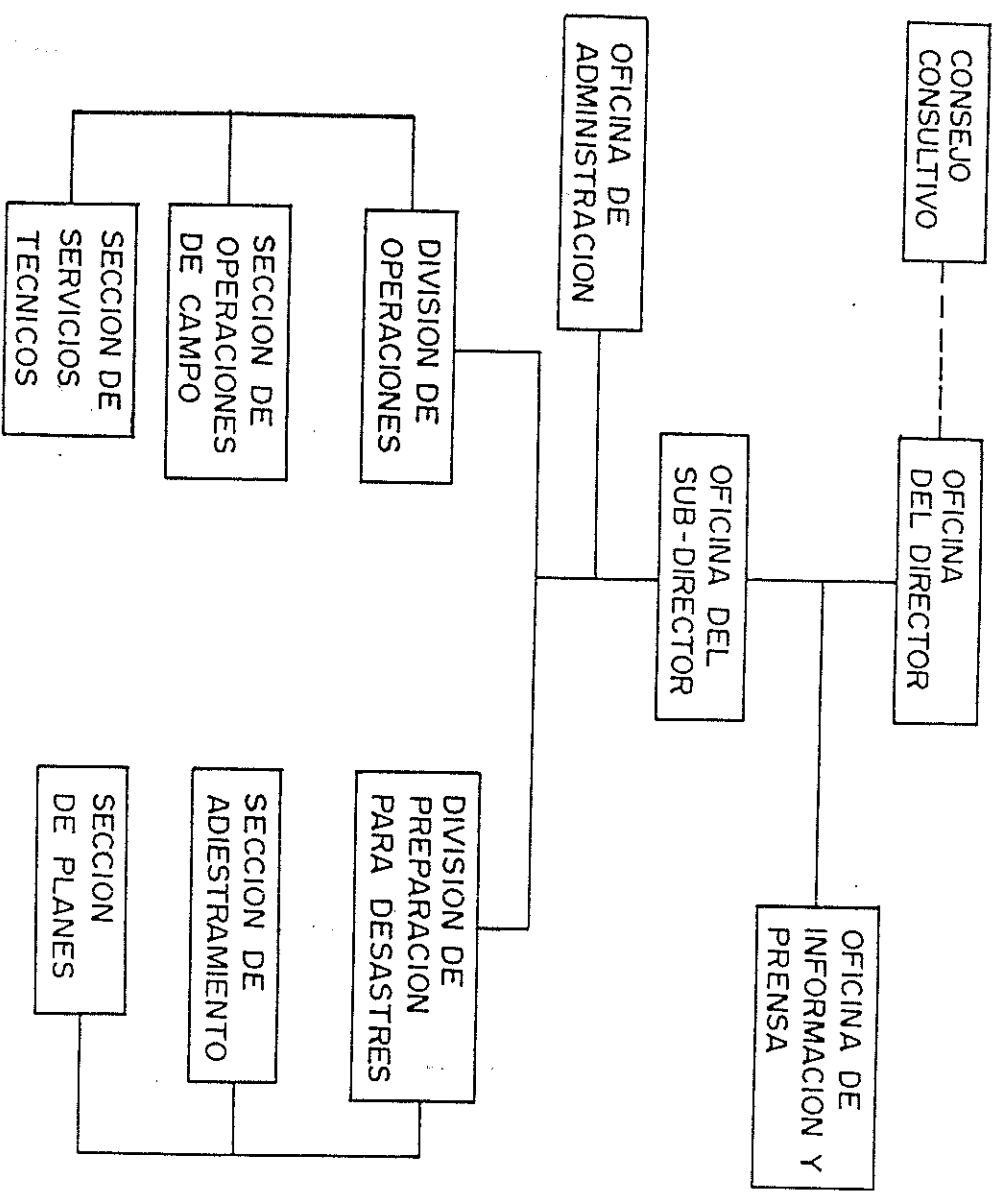 CONSEJO
CONSULTIVO
OFICINA
DEL DIRECTOR
OFICINA DE
INFORMACION Y
PRENSA
OFICINA DEL
SUB-DIRECTOR
OFICINA DE
ADMINISTRACION
DIVISION DE
OPERACIONES
SECCION DE
OPERACIONES
DE CAMPO
SECCION DE
SERVICIOS
TECNICOS
DIVISION DE
PREPARACION
PARA DESASTRES
SECCION DE
ADIESTRAMIENTO
SECCION
DE PLANES